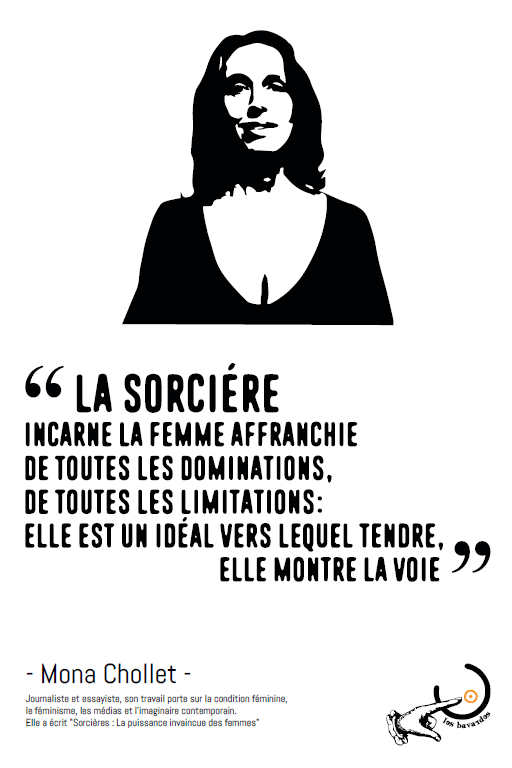 “ LA SORCIÉRE
INCARNE LA FEMME AFFRANCHIE
DE TOUTES LES DOMINATIONS,
DE TOUTES LES LIMITATIONS:
ELLE EST UN IDÉAL VERS LEQUEL TENDRE,
ELLE MONTRE LA VOIE ”
- Mona Chollet -
Journaliste et essayiste, son travail porte sur la condition féminine,
le féminisme, les médias et l'imaginaire contemporain.
Elle a écrit "Sorcières : La puissance invaincue des femmes"
los bavardos